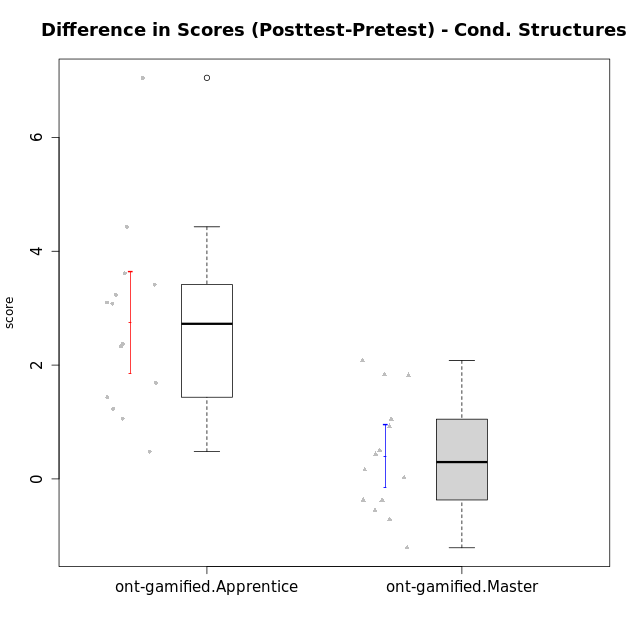 Difference in Scores (Posttest-Pretest) - Cond. Structures
score
6
4
2
0
ont-gamified.Apprentice
ont-gamified.Master